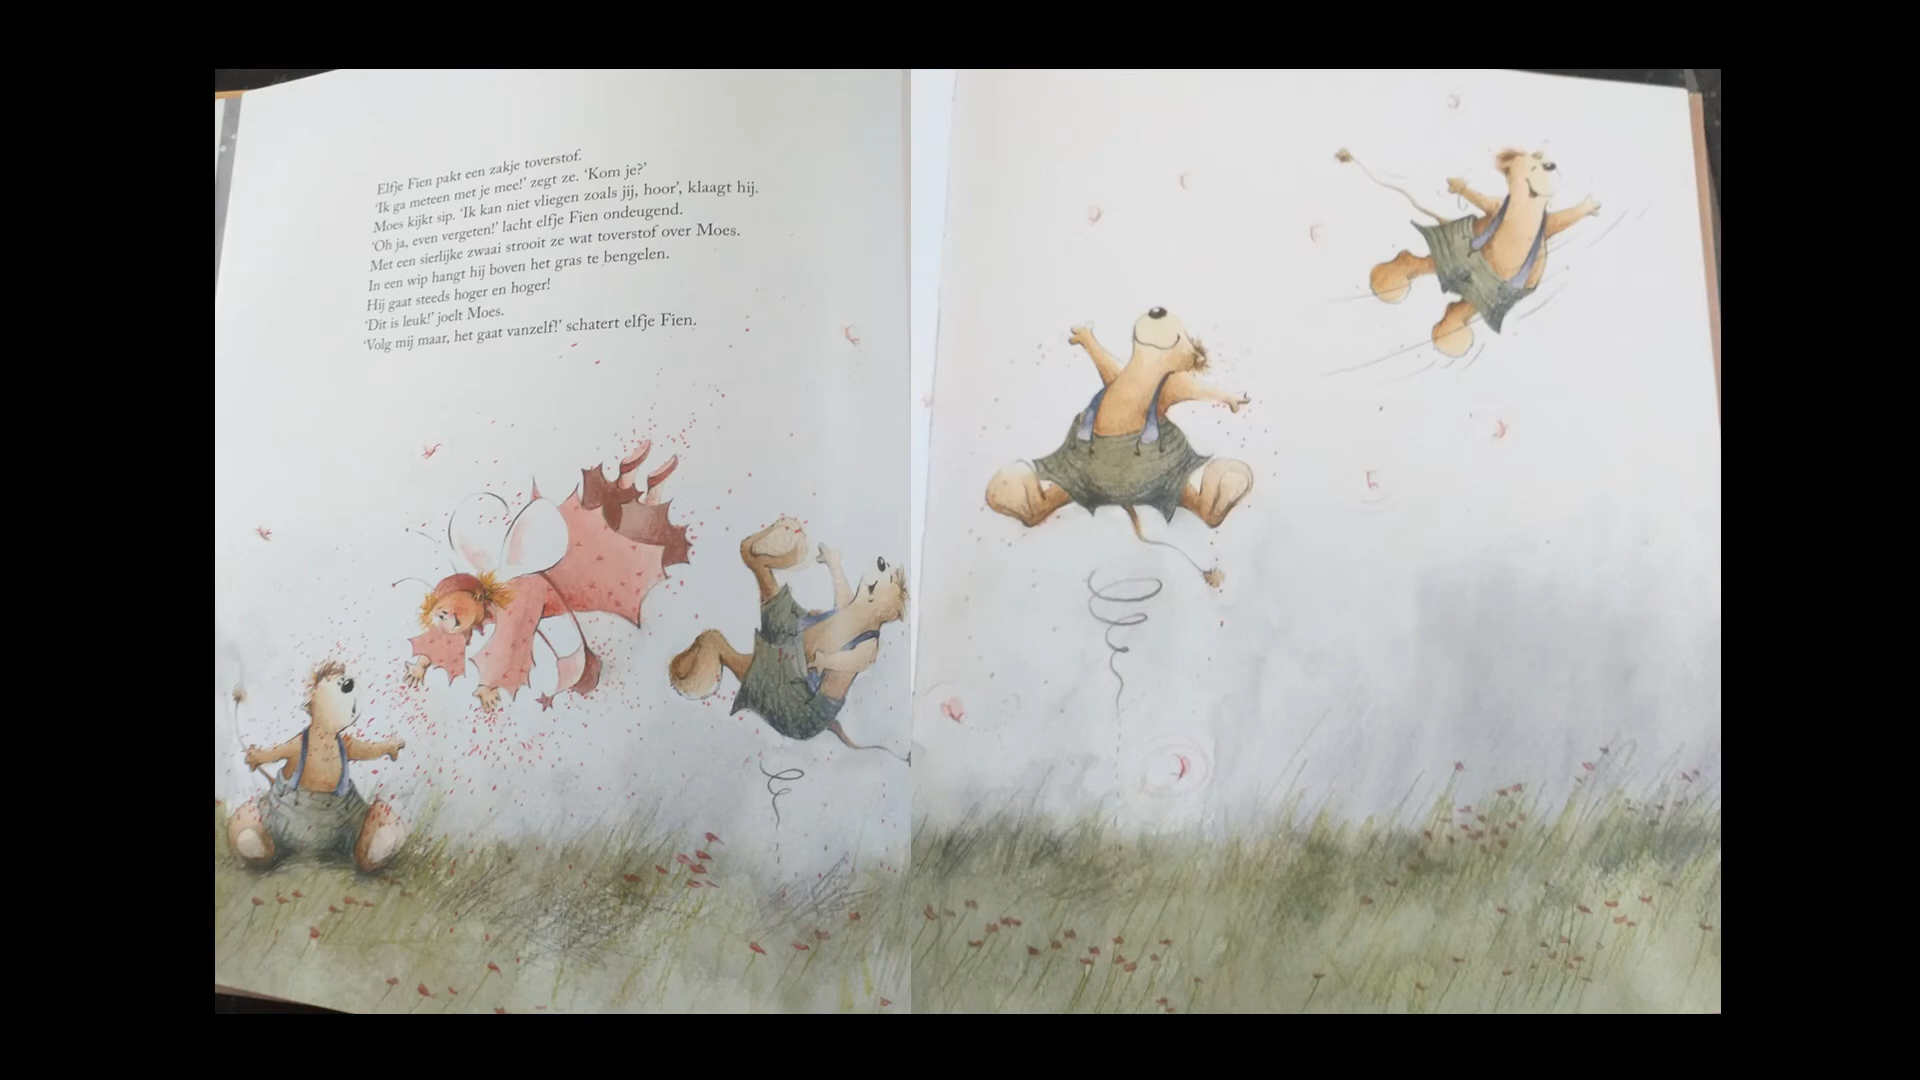 Elfje Fien pakt een zakje toverstof.
‘Ik ga meteen met je mee!’ zegt ze. ‘Kom je?’
Moes kijkt sip. ‘Ik kan niet vliegen zoals jij, hoor’, klaagt hij.
‘Oh ja, even vergeten!’ lacht elfje Fien ondeugend.
Met een sierlijke zwaai strooit ze wat toverstof over Moes.
In een wip hangt hij boven het gras te bengelen.
Hij gaat steeds hoger en hoger!
‘Dit is leuk!’ joelt Moes.
‘Volg mij maar, het gaat vanzelf!’ schatert elfje Fien.